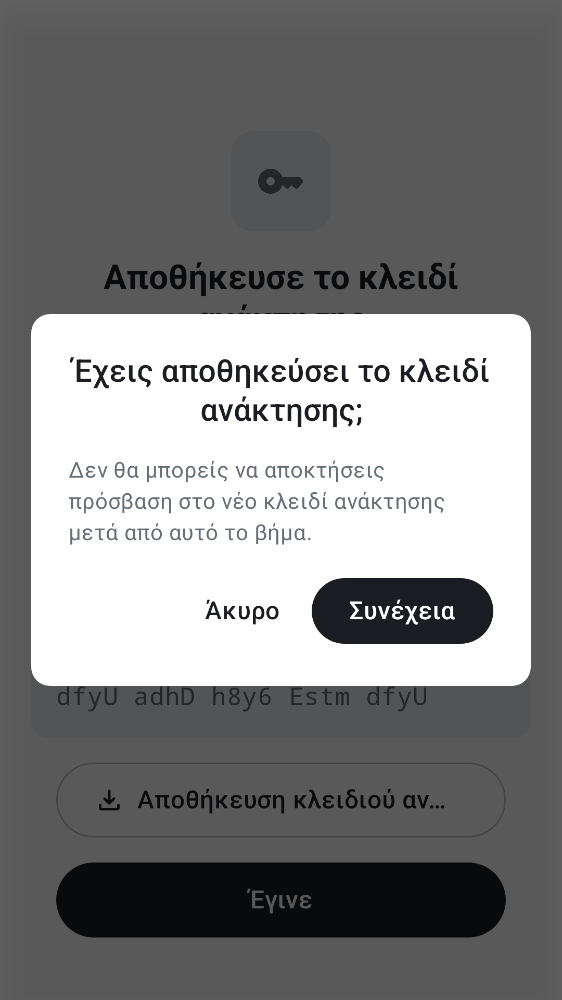 Αποθήκευσε το κλειδί
Έχεις αποθηκεύσει το κλειδί
ανάκτησης;
Δεν θα μπορείς να αποκτήσεις
πρόσβαση στο νέο κλειδί ανάκτησης
μετά από αυτό το βήμα.
Άκυρο
Συνέχεια
dfyU adhD h8y6 Estm dfyU
Αποθήκευση κλειδιού αν...
Έγινε